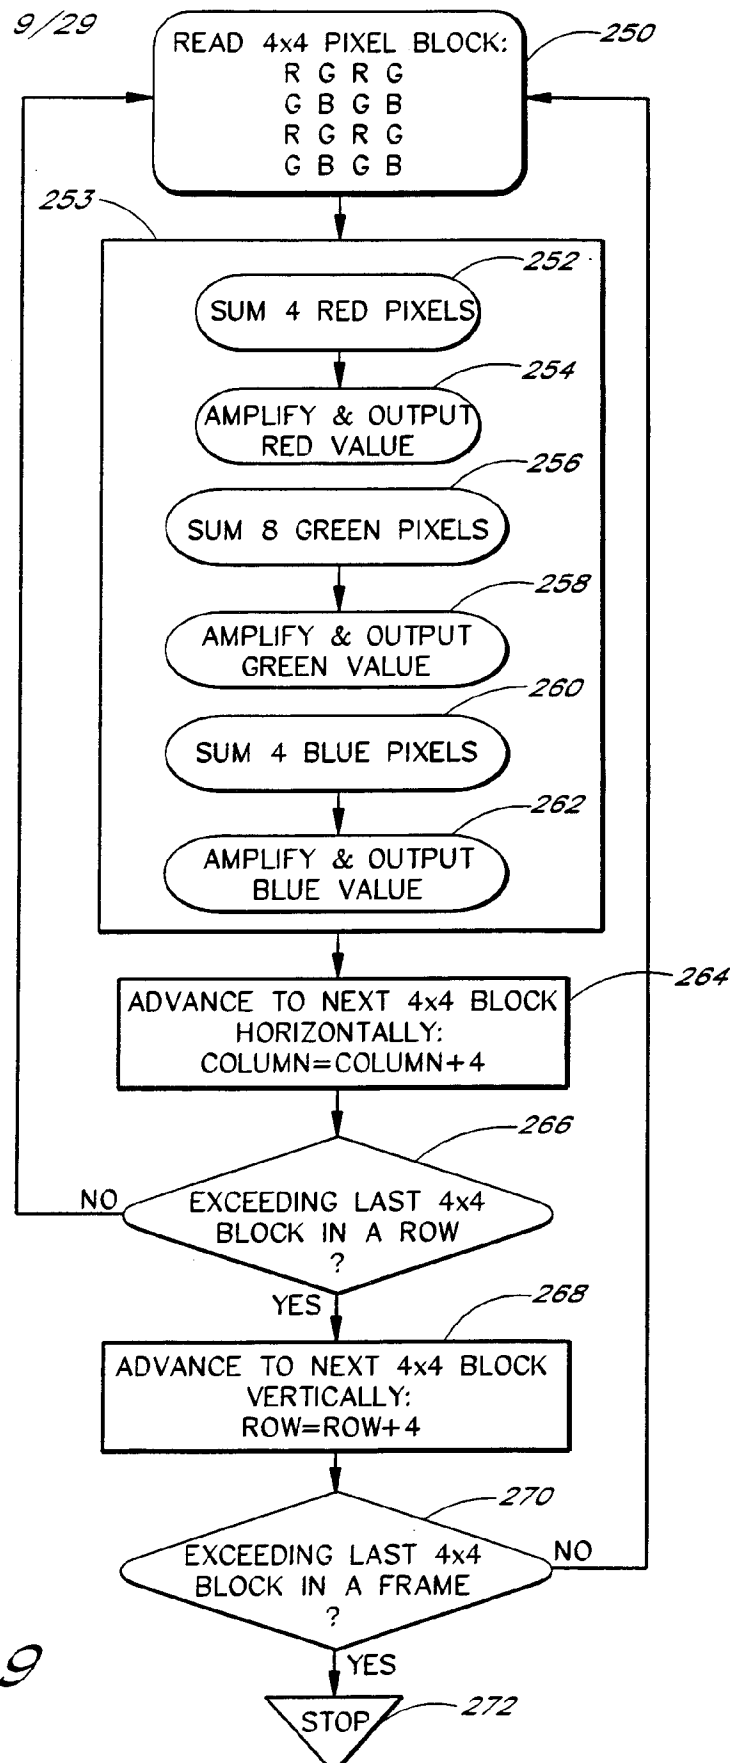 9/29
READ 4x4 PIXEL BLOCK:
R G R G
G B G B
R G R G
G B G B
250
253
252
SUM 4 RED PIXELS
254
AMPLIFY & OUTPUT
RED VALUE
256
SUM 8 GREEN PIXELS
258
AMPLIFY & OUTPUT
GREEN VALUE
260
SUM 4 BLUE PIXELS
262
AMPLIFY & OUTPUT
BLUE VALUE
264
ADVANCE TO NEXT 4x4 BLOCK
HORIZONTALLY:
COLUMN=COLUMN+4
266
NO
EXCEEDING LAST 4x4
BLOCK IN A ROW
?
YES
268
ADVANCE TO NEXT 4x4 BLOCK
VERTICALLY:
ROW=ROW+4
270
EXCEEDING LAST 4x4
BLOCK IN A FRAME
?
NO
9
YES
STOP
272